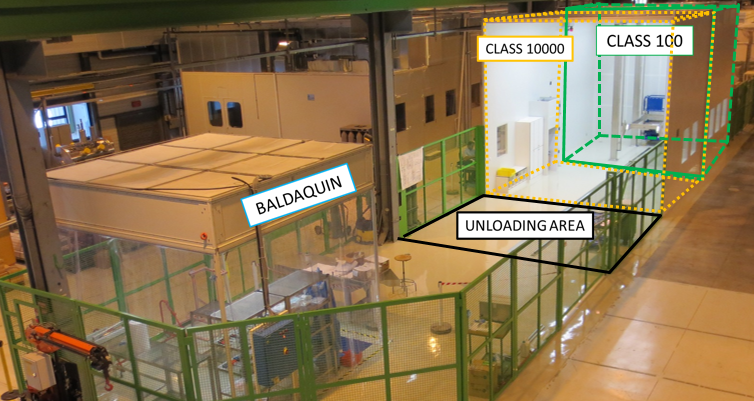 CLASS 10000
CLASS 100
BALDAQUIN
UNLOADING AREA